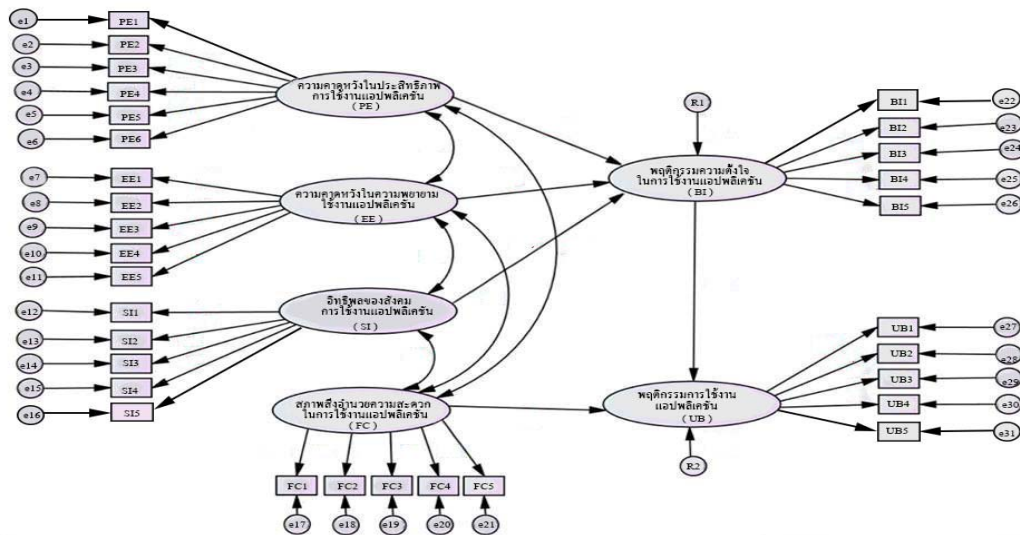 e1
PE1
e2
PE2
e3
PE3
e4
PE4
e5
PE5
e6
PE6
ความคาดหวังในประสิทธิภาพ
การใช้งานแอปพลิเคชัน
(PE)
e7
EE1
e8
EE2
e9
EE3
e10
EE4
e11
EE5
ความคาดหวังในความพยายาม
ใช้งานแอปพลิเคชัน
(EE)
e12
SI1
e13
SI2
e14
SI3
e15
SI4
e16
SI5
อิทธิพลของสังคม
การใช้งานแอปพลิเคชัน
(SI)
สภาพสิ่งอำนวยความสะดวก
ในการใช้งานแอปพลิเคชัน
(FC)
FC1
FC2
FC3
FC4
FC5
e17
e18
e19
e20
e21
R1
พฤติกรรมความตั้งใจ
ในการใช้งานแอปพลิเคชัน
(BI)
BI1
e22
BI2
e23
BI3
e24
BI4
e25
BI5
e26
พฤติกรรมการใช้งาน
แอปพลิเคชัน
(UB)
R2
UB1
e27
UB2
e28
UB3
e29
UB4
e30
UB5
e31